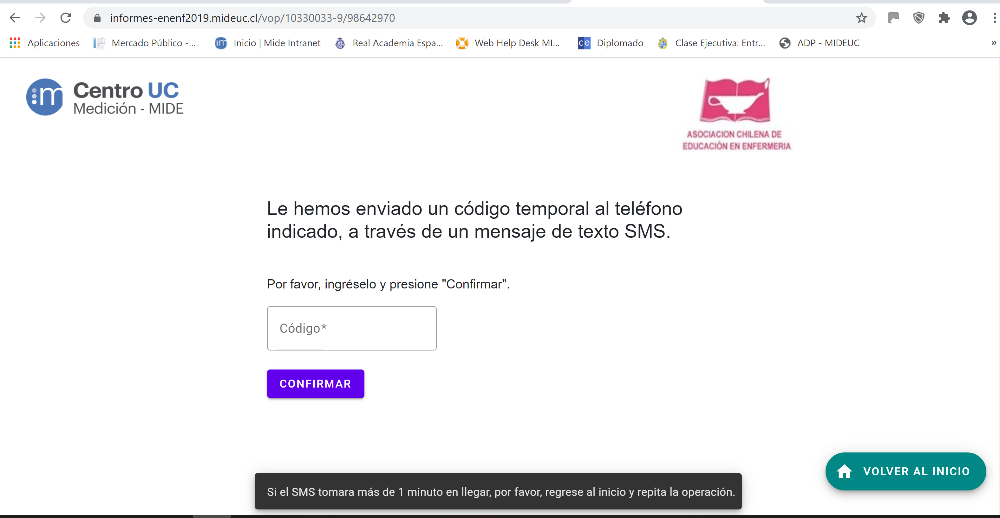 informes-enenf2019.mideuc.cl/vop/10330033-9/98642970
Aplicaciones Mercado Público -... Inicio | Mide Intranet Real Academia Espa... Web Help Desk MI... ce Diplomado Clase Ejecutiva: Entr... ADP - MIDEUC »
:m Centro UC
Medición - MIDE
ASOCIACION CHILENA DE
EDUCACIÓN EN ENFERMERIA
Le hemos enviado un código temporal al teléfono
indicado, a través de un mensaje de texto SMS.
Por favor, ingréselo y presione "Confirmar".
Código*
CONFIRMAR
VOLVER AL INICIO
Si el SMS tomara más de 1 minuto en llegar, por favor, regrese al inicio y repita la operación.